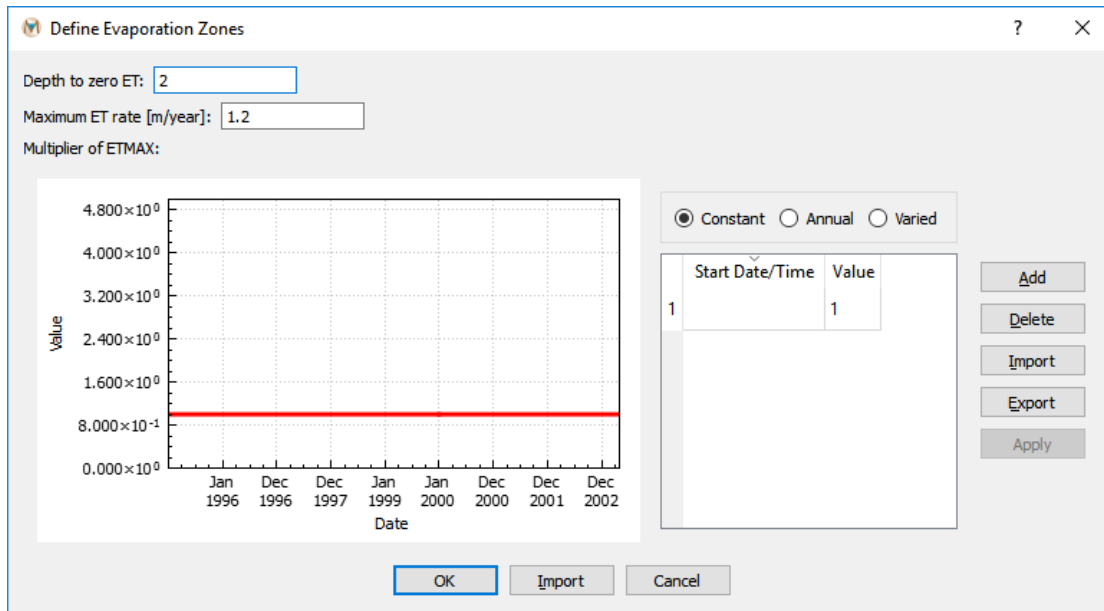 Define Evaporation Zones
?
Depth to zero ET: 2
Maximum ET rate [m/year]: 1.2
Multiplier of ETMAX:
4.800×10⁰
4.000×10⁰
3.200×10⁰
2.400×10⁰
1.600×10⁰
8.000×10⁻¹
0.000×10⁰
Value
Jan Dec Dec Jan Jan Dec Dec Dec
1996 1996 1997 1999 2000 2000 2001 2002
Date
Constant Annual Varied
Start Date/Time Value
1 1
Add
Delete
Import
Export
Apply
OK Import Cancel